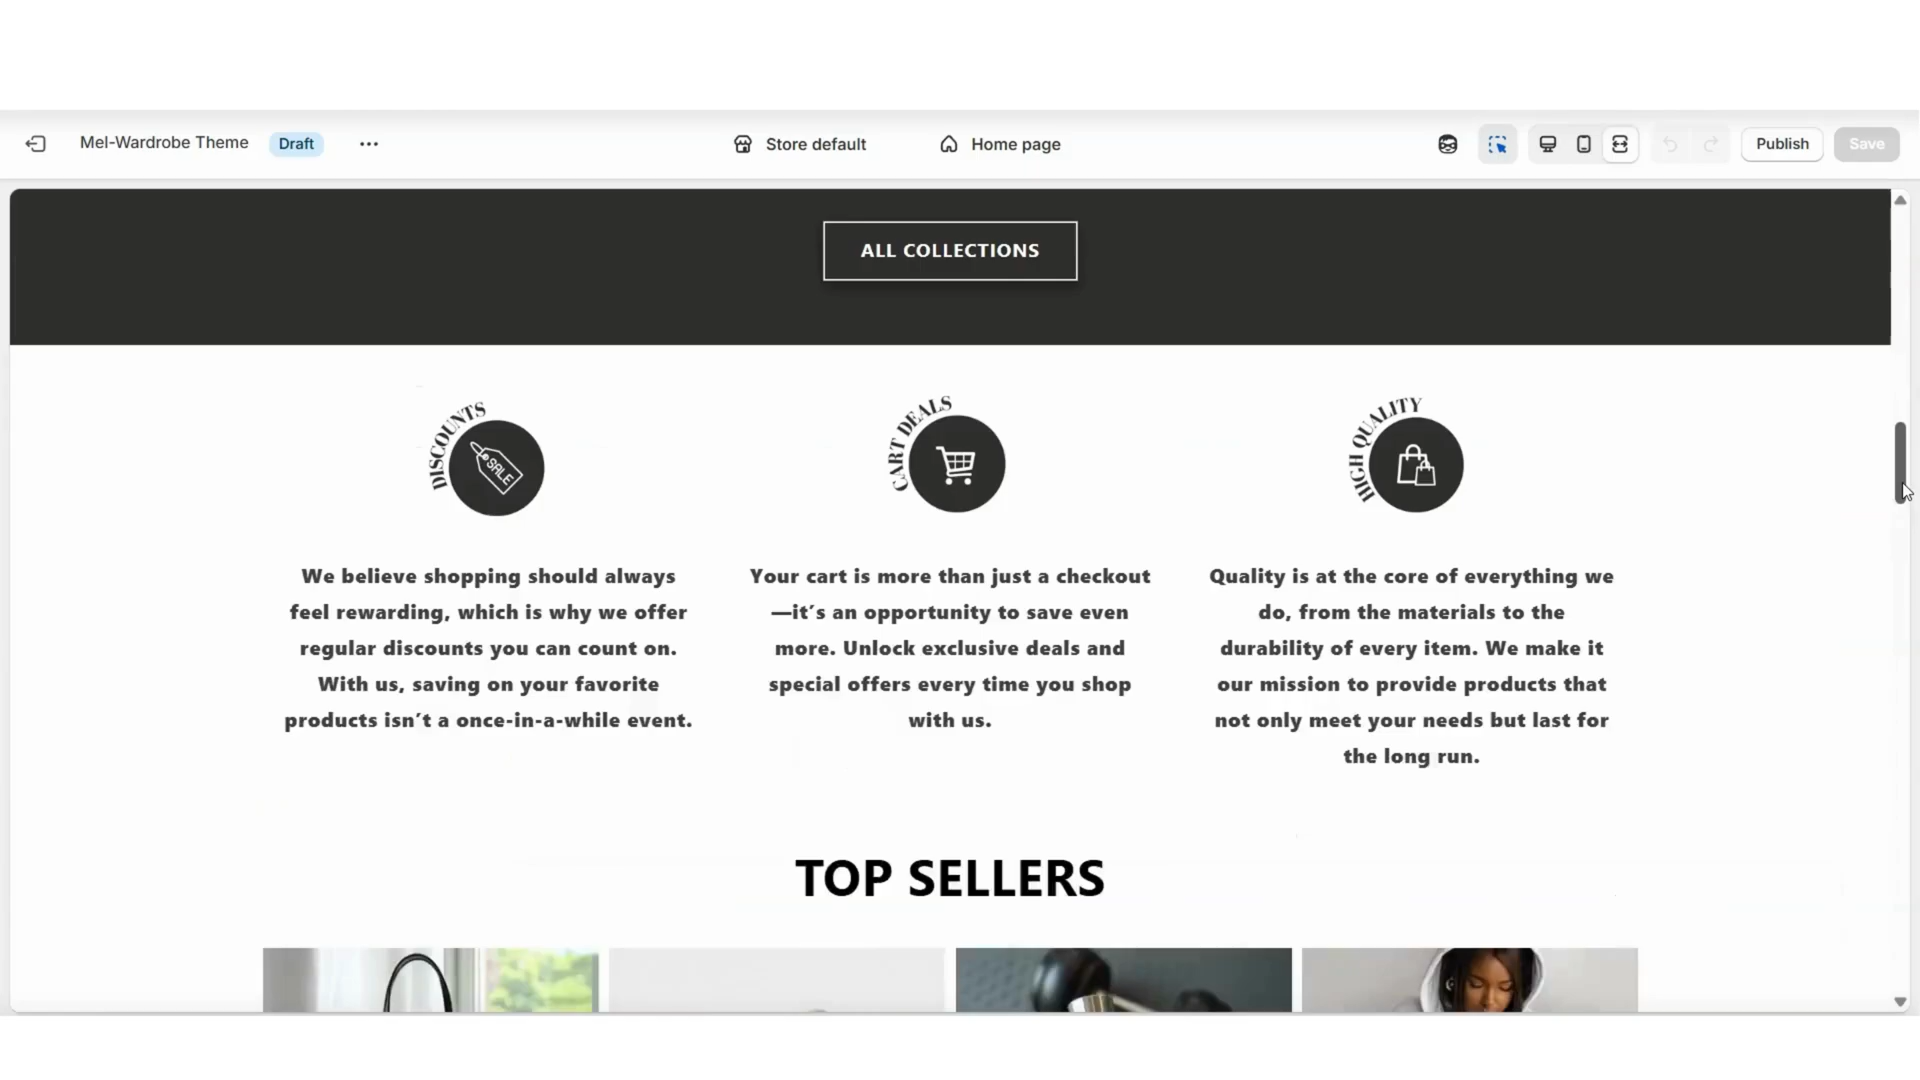 Mel-Wardrobe Theme Draft ... Store default Home page Publish Save
ALL COLLECTIONS
DISCOUNTS
SALE
CART DEALS
HIGH QUALITY
We believe shopping should always
feel rewarding, which is why we offer
regular discounts you can count on.
With us, saving on your favorite
products isn’t a once-in-a-while event.
Your cart is more than just a checkout
—it’s an opportunity to save even
more. Unlock exclusive deals and
special offers every time you shop
with us.
Quality is at the core of everything we
do, from the materials to the
durability of every item. We make it
our mission to provide products that
not only meet your needs but last for
the long run.
TOP SELLERS